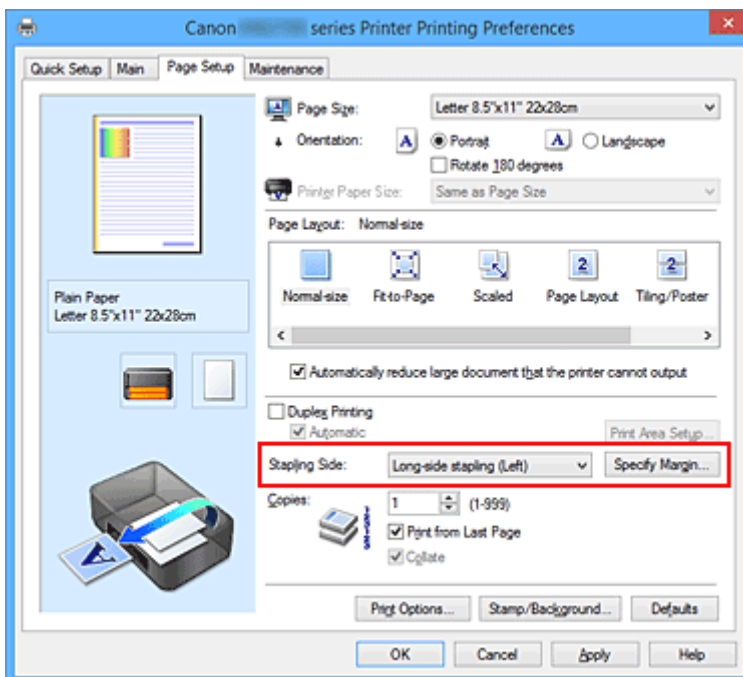 Canon series Printer Printing Preferences
Quick Setup Main Page Setup Maintenance
Page Size: Letter 8.5"x11" 22x28cm
Orientation: A Portrait A Landscape
Rotate 180 degrees
Printer Paper Size: Same as Page Size
Page Layout: Normal-size
2 2
Normal-size Fit-to-Page Scaled Page Layout Tiling/Poster
Plain Paper
Letter 8.5"x11" 22x28cm
Automatically reduce large document that the printer cannot output
Duplex Printing
Automatic Print Area Setup...
Stapling Side: Long-side stapling (Left) Specify Margin...
Copies: 1 (1-999)
Print from Last Page
Collate
A
Print Options... Stamp/Background... Defaults
OK Cancel Apply Help